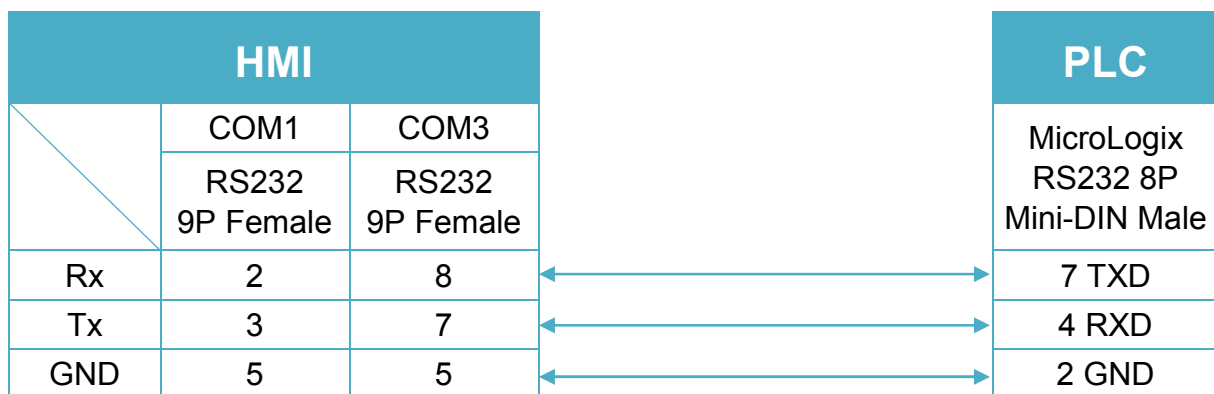 HMI PLC
COM1 COM3
MicroLogix
RS232 8P
Mini-DIN Male
RS232
9P Female
RS232
9P Female
Rx 2 8 7 TXD
Tx 3 7 4 RXD
GND 5 5 2 GND